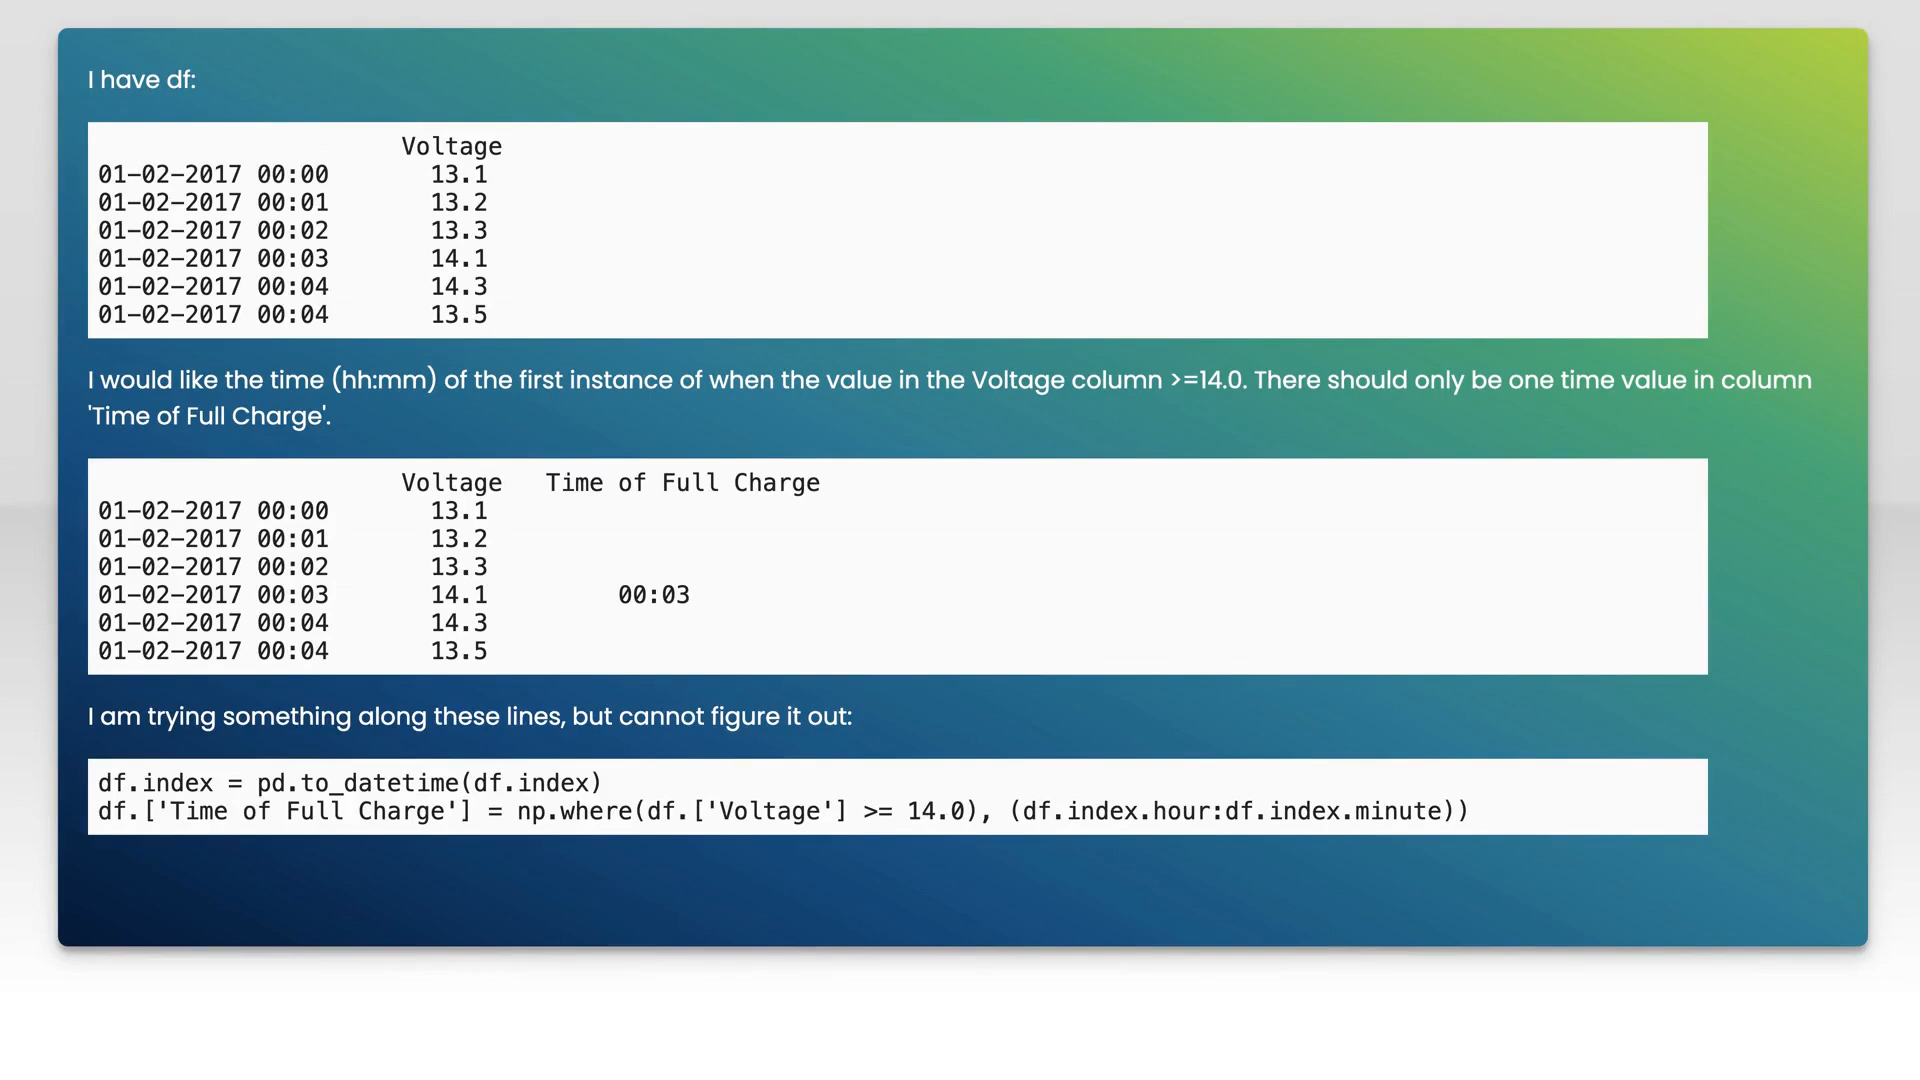 I have df:
Voltage
01-02-2017 00:00 13.1
01-02-2017 00:01 13.2
01-02-2017 00:02 13.3
01-02-2017 00:03 14.1
01-02-2017 00:04 14.3
01-02-2017 00:04 13.5
I would like the time (hh:mm) of the first instance of when the value in the Voltage column >=14.0. There should only be one time value in column
'Time of Full Charge'.
Voltage Time of Full Charge
01-02-2017 00:00 13.1
01-02-2017 00:01 13.2
01-02-2017 00:02 13.3
01-02-2017 00:03 14.1 00:03
01-02-2017 00:04 14.3
01-02-2017 00:04 13.5
I am trying something along these lines, but cannot figure it out:
df.index = pd.to_datetime(df.index)
df.['Time of Full Charge'] = np.where(df.['Voltage'] >= 14.0), (df.index.hour:df.index.minute))